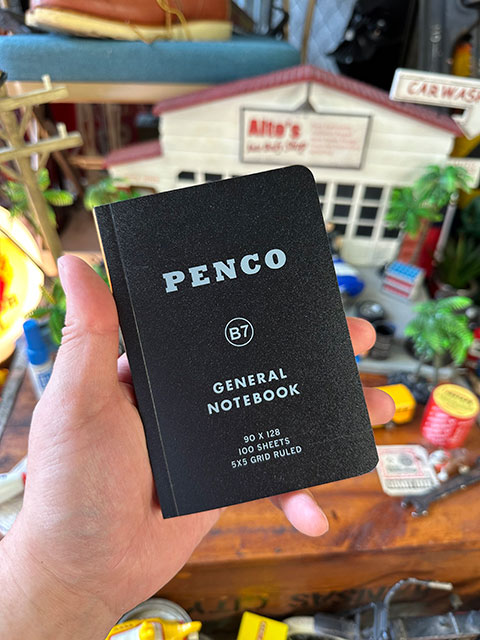 CARWASH
Alto's
PENCO
B7
GENERAL
NOTEBOOK
90 X 128
100 SHEETS
5X5 GRID RULED